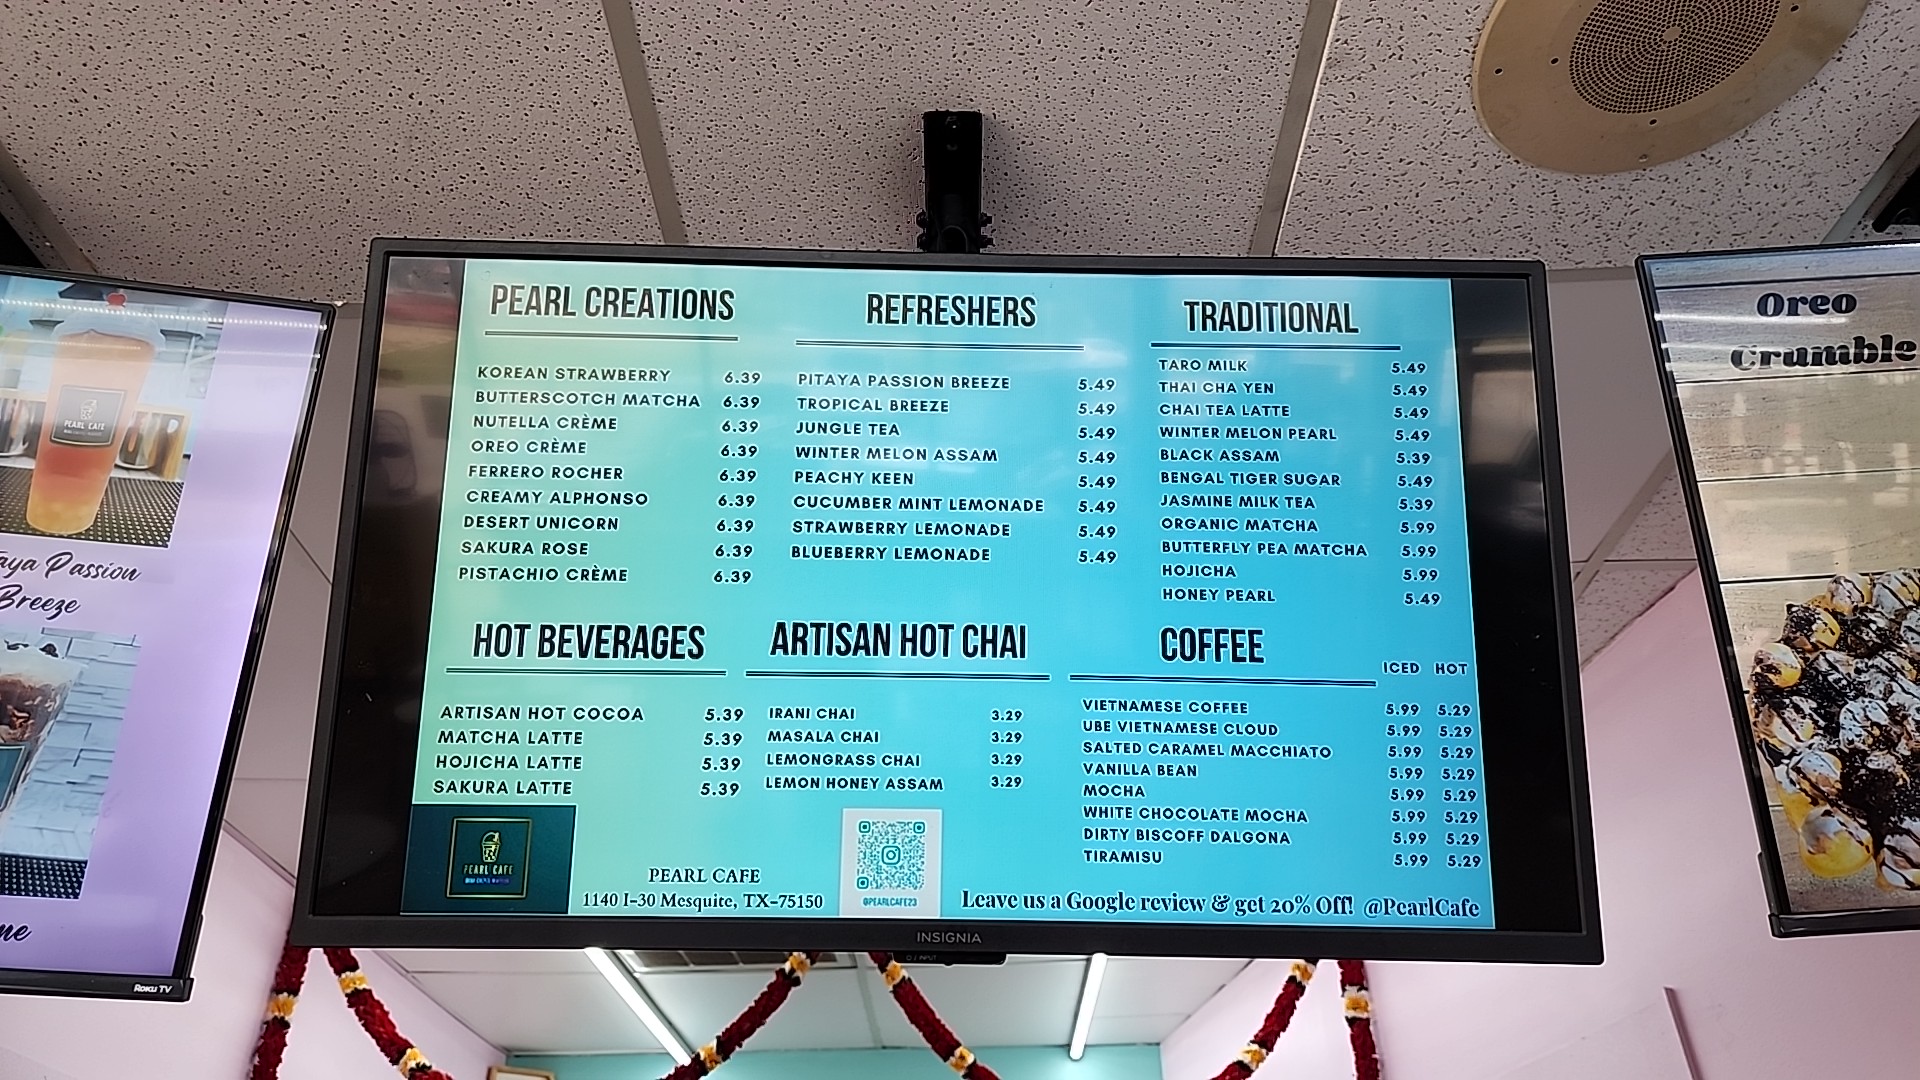 PEARL CREATIONS
KOREAN STRAWBERRY 6.39
BUTTERSCOTCH MATCHA 6.39
NUTELLA CRÈME 6.39
OREO CRÈME 6.39
FERRERO ROCHER 6.39
CREAMY ALPHONSO 6.39
DESERT UNICORN 6.39
SAKURA ROSE 6.39
PISTACHIO CRÈME 6.39
REFRESHERS
PITAYA PASSION BREEZE 5.49
TROPICAL BREEZE 5.49
JUNGLE TEA 5.49
WINTER MELON ASSAM 5.49
PEACHY KEEN 5.49
CUCUMBER MINT LEMONADE 5.49
STRAWBERRY LEMONADE 5.49
BLUEBERRY LEMONADE 5.49
TRADITIONAL
TARO MILK 5.49
THAI CHA YEN 5.49
CHAI TEA LATTE 5.49
WINTER MELON PEARL 5.49
BLACK ASSAM 5.39
BENGAL TIGER SUGAR 5.49
JASMINE MILK TEA 5.39
ORGANIC MATCHA 5.99
BUTTERFLY PEA MATCHA 5.99
HOJICHA 5.99
HONEY PEARL 5.49
HOT BEVERAGES
ARTISAN HOT COCOA 5.39
MATCHA LATTE 5.39
HOJICHA LATTE 5.39
SAKURA LATTE 5.39
ARTISAN HOT CHAI
IRANI CHAI 3.29
MASALA CHAI 3.29
LEMONGRASS CHAI 3.29
LEMON HONEY ASSAM 3.29
COFFEE
ICED HOT
VIETNAMESE COFFEE 5.99 5.29
UBE VIETNAMESE CLOUD 5.99 5.29
SALTED CARAMEL MACCHIATO 5.99 5.29
VANILLA BEAN 5.99 5.29
MOCHA 5.99 5.29
WHITE CHOCOLATE MOCHA 5.99 5.29
DIRTY BISCOFF DALGONA 5.99 5.29
TIRAMISU 5.99 5.29
PEARL CAFE
PEARL CAFE
1140 I-30 Mesquite, TX-75150
@PEARLCAFE23
Leave us a Google review & get 20% Off! @PearlCafe
INSIGNIA
INPUT
PEARL CAFE
aya Passion
Breeze
me
Roku TV
Oreo
Crumble